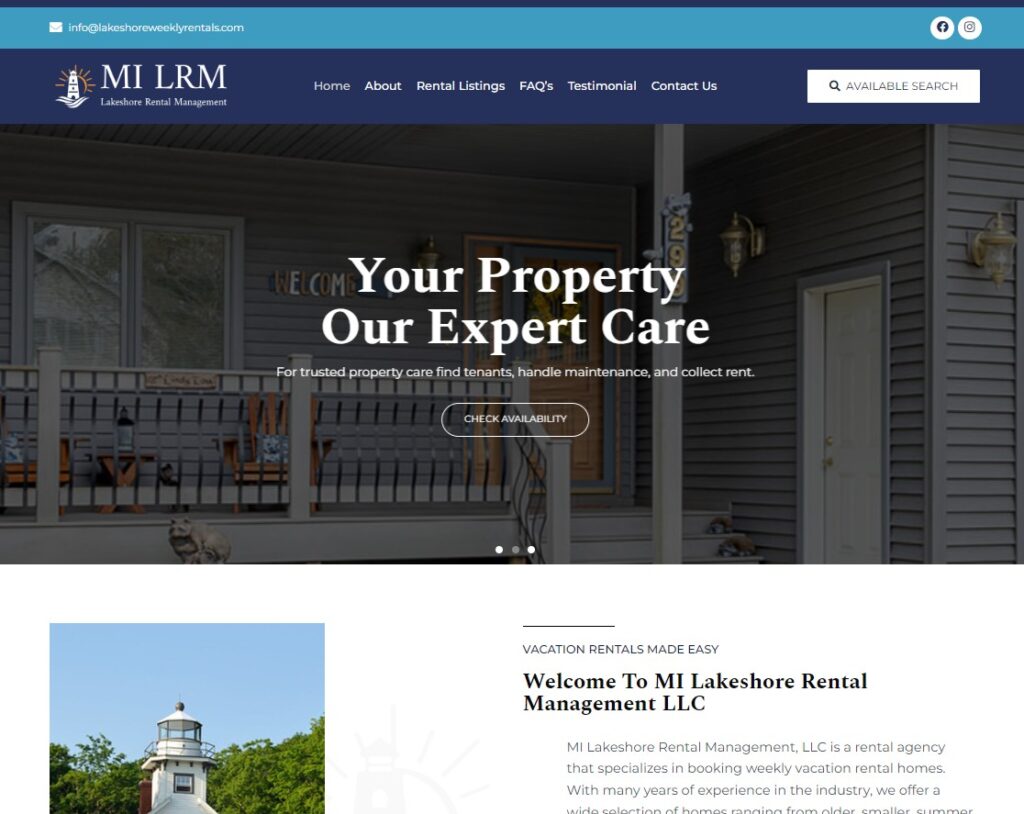 info@lakeshoreweeklyrentals.com
MI LRM
Lakeshore Rental Management
Home About Rental Listings FAQ's Testimonial Contact Us
AVAILABLE SEARCH
WELCOME
299
Your Property
Our Expert Care
For trusted property care find tenants, handle maintenance, and collect rent.
CHECK AVAILABILITY
VACATION RENTALS MADE EASY
Welcome To MI Lakeshore Rental
Management LLC
MI Lakeshore Rental Management, LLC is a rental agency
that specializes in booking weekly vacation rental homes.
With many years of experience in the industry, we offer a
wide selection of homes ranging from older, smaller, summer